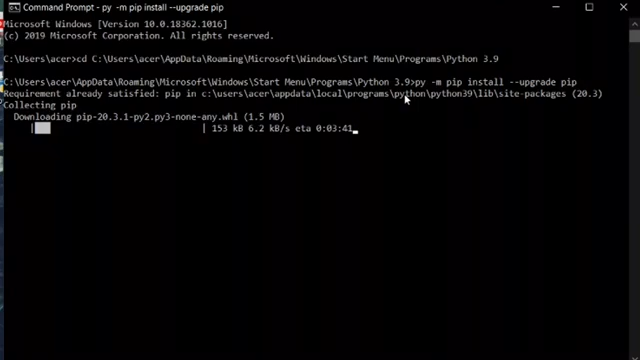 Command Prompt - py -m pip install --upgrade pip
Microsoft Windows [Version 10.0.18362.1016]
(c) 2019 Microsoft Corporation. All rights reserved.
C:\Users\acer>cd C:\Users\acer\AppData\Roaming\Microsoft\Windows\Start Menu\Programs\Python 3.9
C:\Users\acer\AppData\Roaming\Microsoft\Windows\Start Menu\Programs\Python 3.9>py -m pip install --upgrade pip
Requirement already satisfied: pip in c:\users\acer\appdata\local\programs\python\python39\lib\site-packages (20.3)
Collecting pip
Downloading pip-20.3.1-py2.py3-none-any.whl (1.5 MB)
| | 153 kB 6.2 kB/s eta 0:03:41